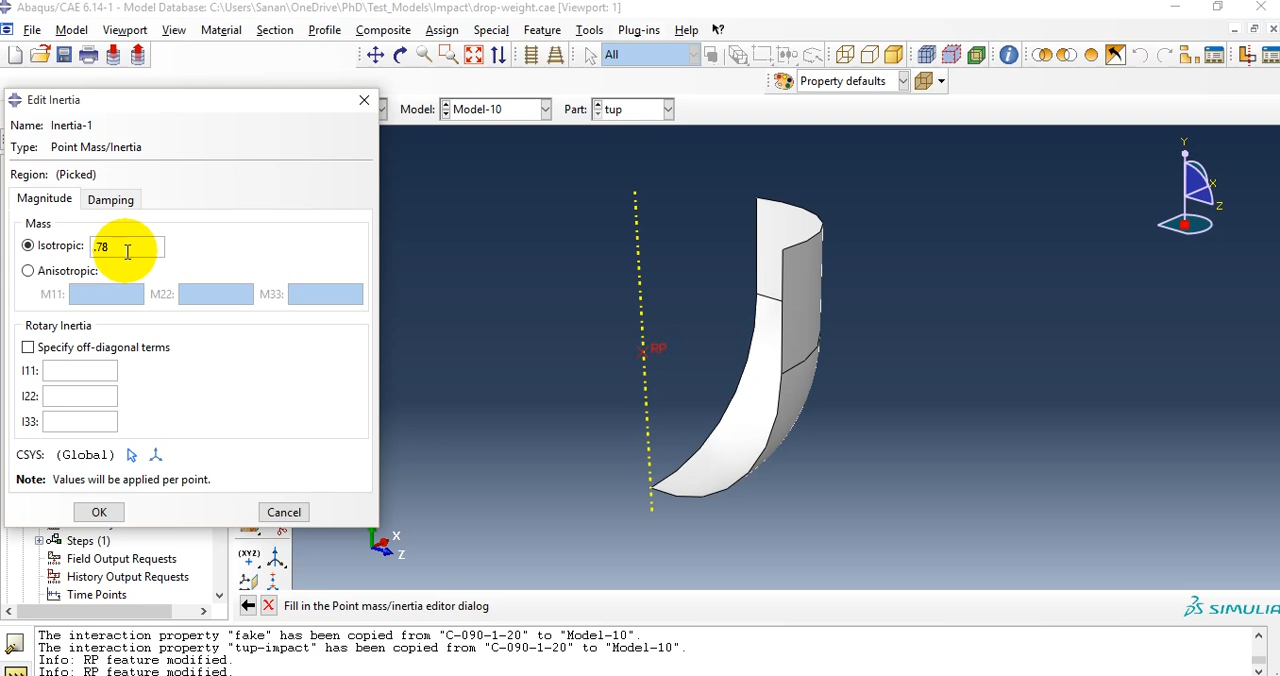 Abaqus/CAE 6.14-1 - Model Database: C:\Users\Sanan\OneDrive\PhD\Test_Models\Impact\drop-weight.cae [Viewport: 1]
File Model Viewport View Material Section Profile Composite Assign Special Feature Tools Plug-ins Help
All
Property defaults
Edit Inertia
Model: Model-10 Part: tup
Name: Inertia-1
Type: Point Mass/Inertia
Region: (Picked)
Magnitude Damping
Mass
Isotropic: .78
Anisotropic:
M11: M22: M33:
Rotary Inertia
Specify off-diagonal terms
I11:
I22:
I33:
CSYS: (Global)
Note: Values will be applied per point.
OK Cancel
RP
Y
X
Z
X
Z
Steps (1)
Field Output Requests
History Output Requests
Time Points
(XYZ)
Fill in the Point mass/inertia editor dialog
SIMULIA
The interaction property "fake" has been copied from "C-090-1-20" to "Model-10".
The interaction property "tup-impact" has been copied from "C-090-1-20" to "Model-10".
Info: RP feature modified.
Info: RP feature modified.